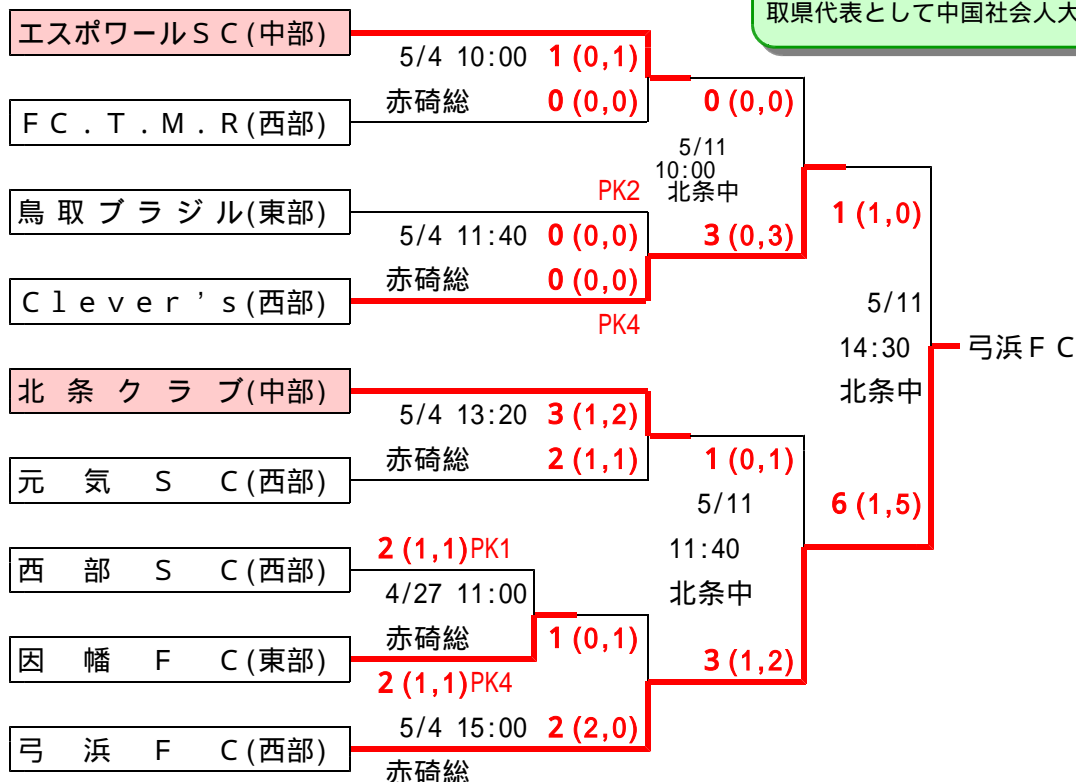 取県代表として中国社会人大
エスポワールＳＣ(中部)
5/4 10:00 1 (0,1)
赤碕総 0 (0,0)
ＦＣ．Ｔ．Ｍ．Ｒ(西部)
0 (0,0)
5/11
10:00
北条中
3 (0,3)
鳥取ブラジル(東部)
PK2
5/4 11:40 0 (0,0)
赤碕総 0 (0,0)
Ｃｌｅｖｅｒ’ｓ(西部)
PK4
1 (1,0)
5/11
14:30
北条中
6 (1,5)
弓浜ＦＣ
北条クラブ(中部)
5/4 13:20 3 (1,2)
赤碕総 2 (1,1)
元気ＳＣ(西部)
1 (0,1)
5/11
11:40
北条中
3 (1,2)
西部ＳＣ(西部)
2 (1,1)PK1
4/27 11:00
赤碕総
因幡ＦＣ(東部)
2 (1,1)PK4
1 (0,1)
5/4 15:00 2 (2,0)
弓浜ＦＣ(西部)
赤碕総